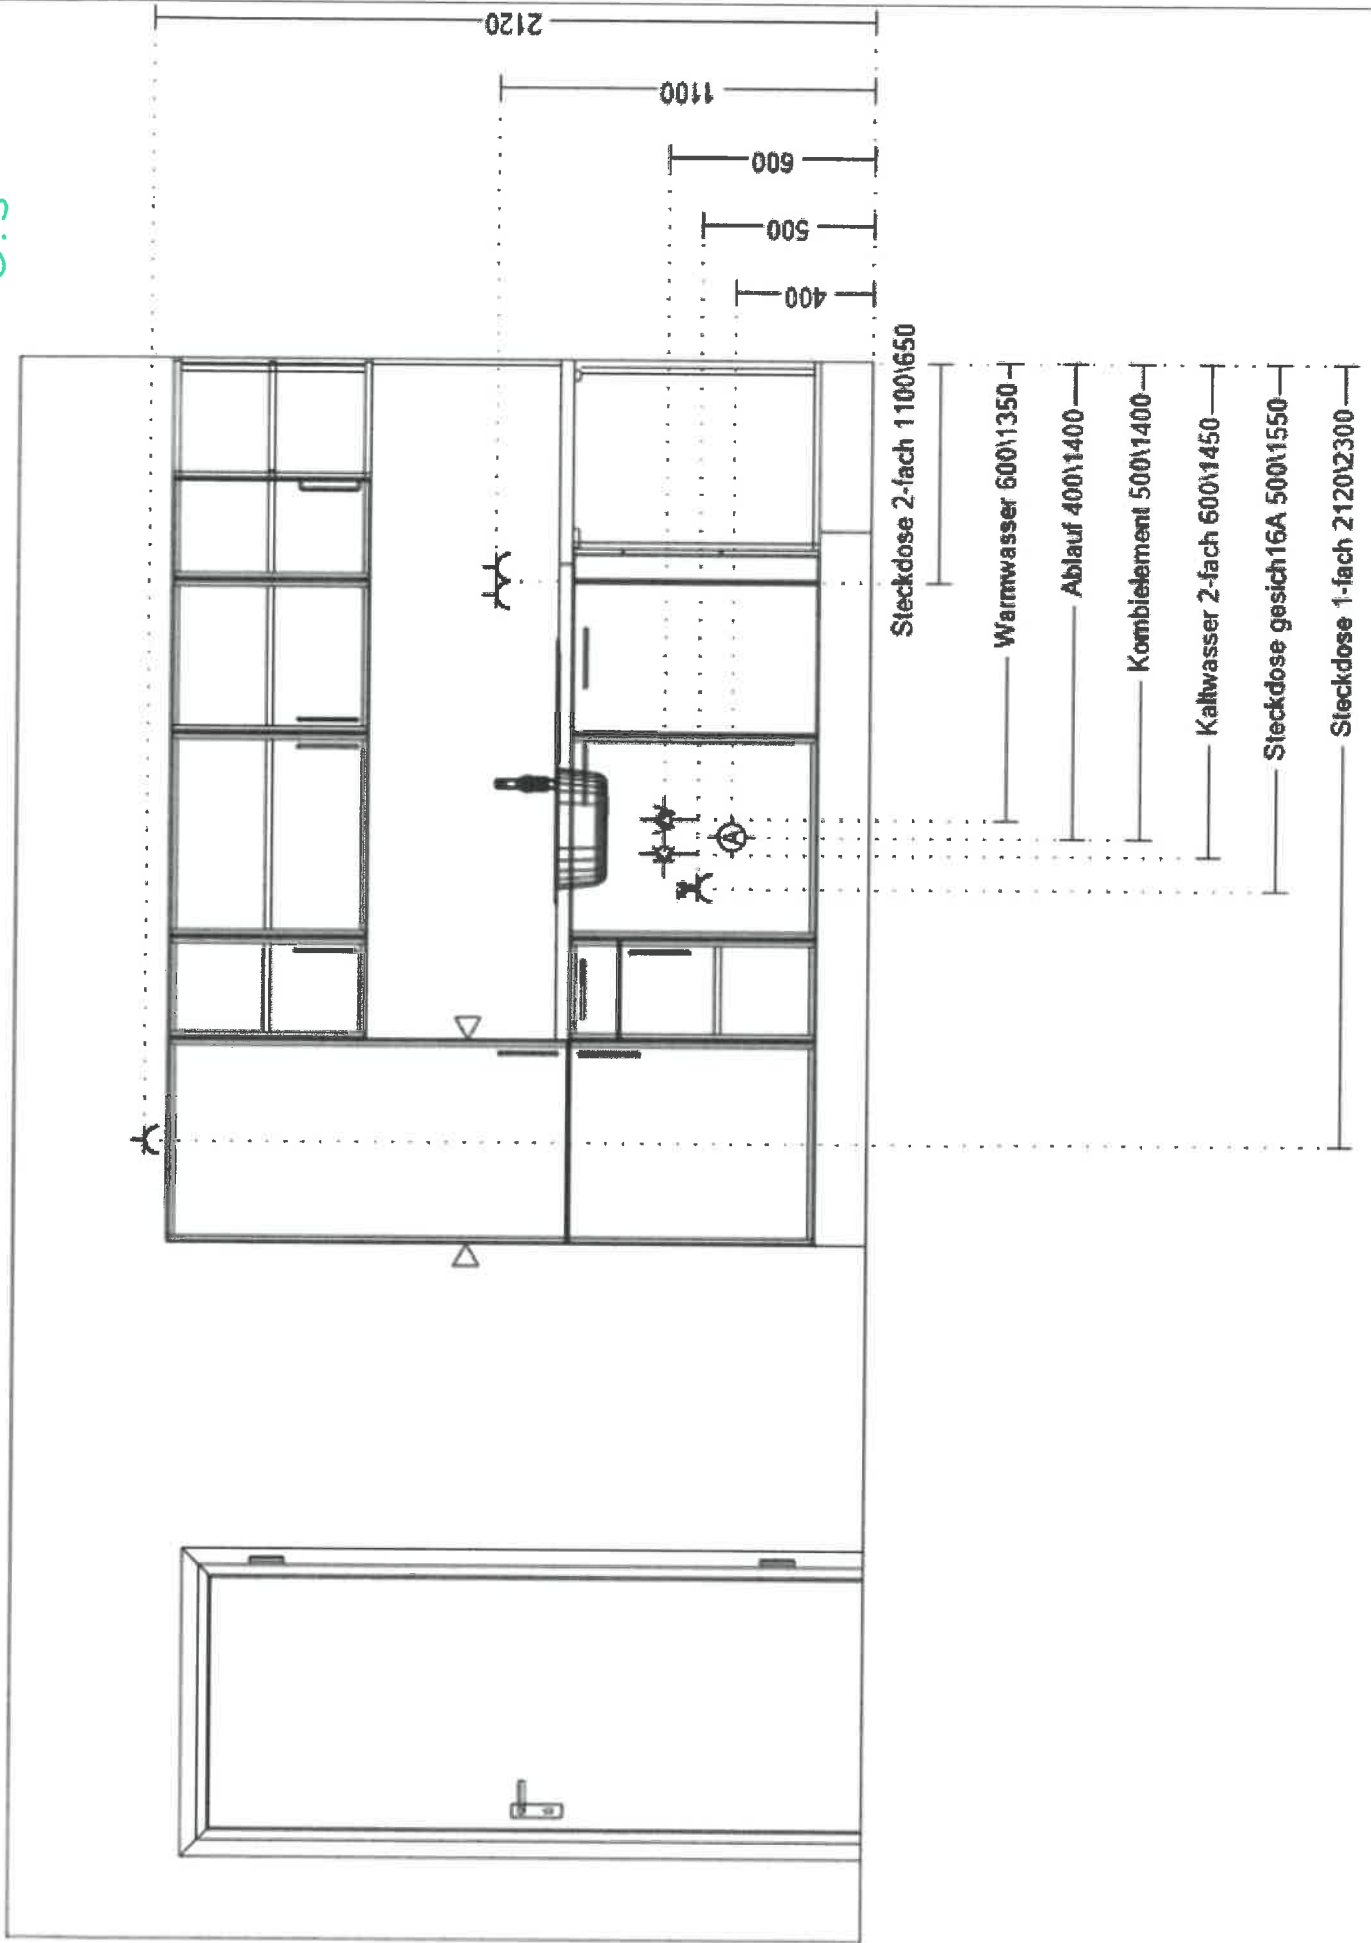 2120
1100
600
500
400
Steckdose 2-fach 1100\650
Warmwasser 600\1350
Ablauf 400\1400
Kombielement 500\1400
Kaltwasser 2-fach 600\1450
Steckdose gesich16A 500\1550
Steckdose 1-fach 2120\2300
A